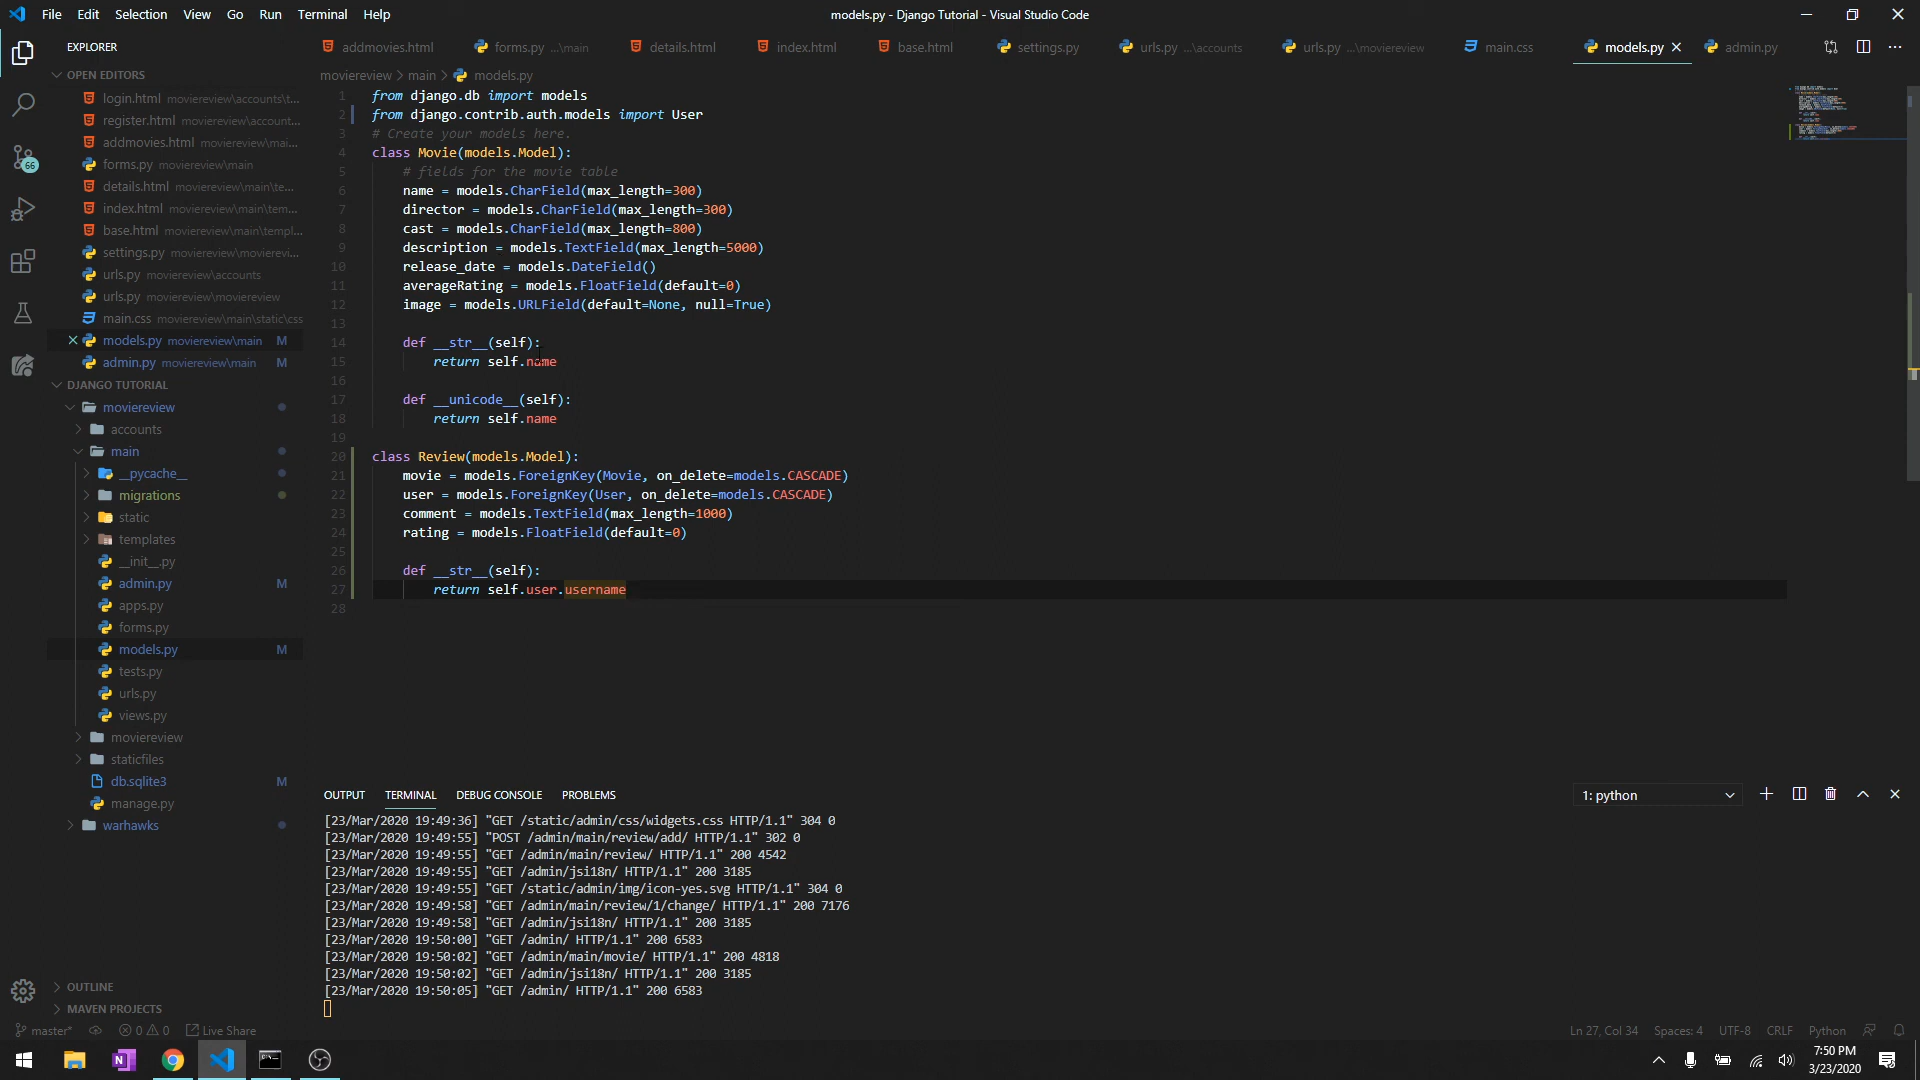 File Edit Selection View Go Run Terminal Help
models.py - Django Tutorial - Visual Studio Code
EXPLORER
OPEN EDITORS
login.html moviereview\accounts\t...
register.html moviereview\account...
addmovies.html moviereview\mai...
forms.py moviereview\main
details.html moviereview\main\te...
index.html moviereview\main\tem...
base.html moviereview\main\templ...
settings.py moviereview\movierevi...
urls.py moviereview\accounts
urls.py moviereview\moviereview
main.css moviereview\main\static\css
models.py moviereview\main M
admin.py moviereview\main M
DJANGO TUTORIAL
moviereview
accounts
main
__pycache__
migrations
static
templates
__init__.py
admin.py M
apps.py
forms.py
models.py M
tests.py
urls.py
views.py
moviereview
staticfiles
db.sqlite3 M
manage.py
warhawks
OUTLINE
MAVEN PROJECTS
66
addmovies.html forms.py ...\main details.html index.html base.html settings.py urls.py ...\accounts urls.py ...\moviereview main.css models.py admin.py
moviereview > main > models.py
1 from django.db import models
2 from django.contrib.auth.models import User
3 # Create your models here.
4 class Movie(models.Model):
5 # fields for the movie table
6 name = models.CharField(max_length=300)
7 director = models.CharField(max_length=300)
8 cast = models.CharField(max_length=800)
9 description = models.TextField(max_length=5000)
10 release_date = models.DateField()
11 averageRating = models.FloatField(default=0)
12 image = models.URLField(default=None, null=True)
13
14 def __str__(self):
15 return self.name
16
17 def __unicode__(self):
18 return self.name
19
20 class Review(models.Model):
21 movie = models.ForeignKey(Movie, on_delete=models.CASCADE)
22 user = models.ForeignKey(User, on_delete=models.CASCADE)
23 comment = models.TextField(max_length=1000)
24 rating = models.FloatField(default=0)
25
26 def __str__(self):
27 return self.user.username
28
OUTPUT TERMINAL DEBUG CONSOLE PROBLEMS
1: python
[23/Mar/2020 19:49:36] "GET /static/admin/css/widgets.css HTTP/1.1" 304 0
[23/Mar/2020 19:49:55] "POST /admin/main/review/add/ HTTP/1.1" 302 0
[23/Mar/2020 19:49:55] "GET /admin/main/review/ HTTP/1.1" 200 4542
[23/Mar/2020 19:49:55] "GET /admin/jsi18n/ HTTP/1.1" 200 3185
[23/Mar/2020 19:49:55] "GET /static/admin/img/icon-yes.svg HTTP/1.1" 304 0
[23/Mar/2020 19:49:58] "GET /admin/main/review/1/change/ HTTP/1.1" 200 7176
[23/Mar/2020 19:49:58] "GET /admin/jsi18n/ HTTP/1.1" 200 3185
[23/Mar/2020 19:50:00] "GET /admin/ HTTP/1.1" 200 6583
[23/Mar/2020 19:50:02] "GET /admin/main/movie/ HTTP/1.1" 200 4818
[23/Mar/2020 19:50:02] "GET /admin/jsi18n/ HTTP/1.1" 200 3185
[23/Mar/2020 19:50:05] "GET /admin/ HTTP/1.1" 200 6583
master* 0 0 Live Share
Ln 27, Col 34 Spaces: 4 UTF-8 CRLF Python
7:50 PM
3/23/2020